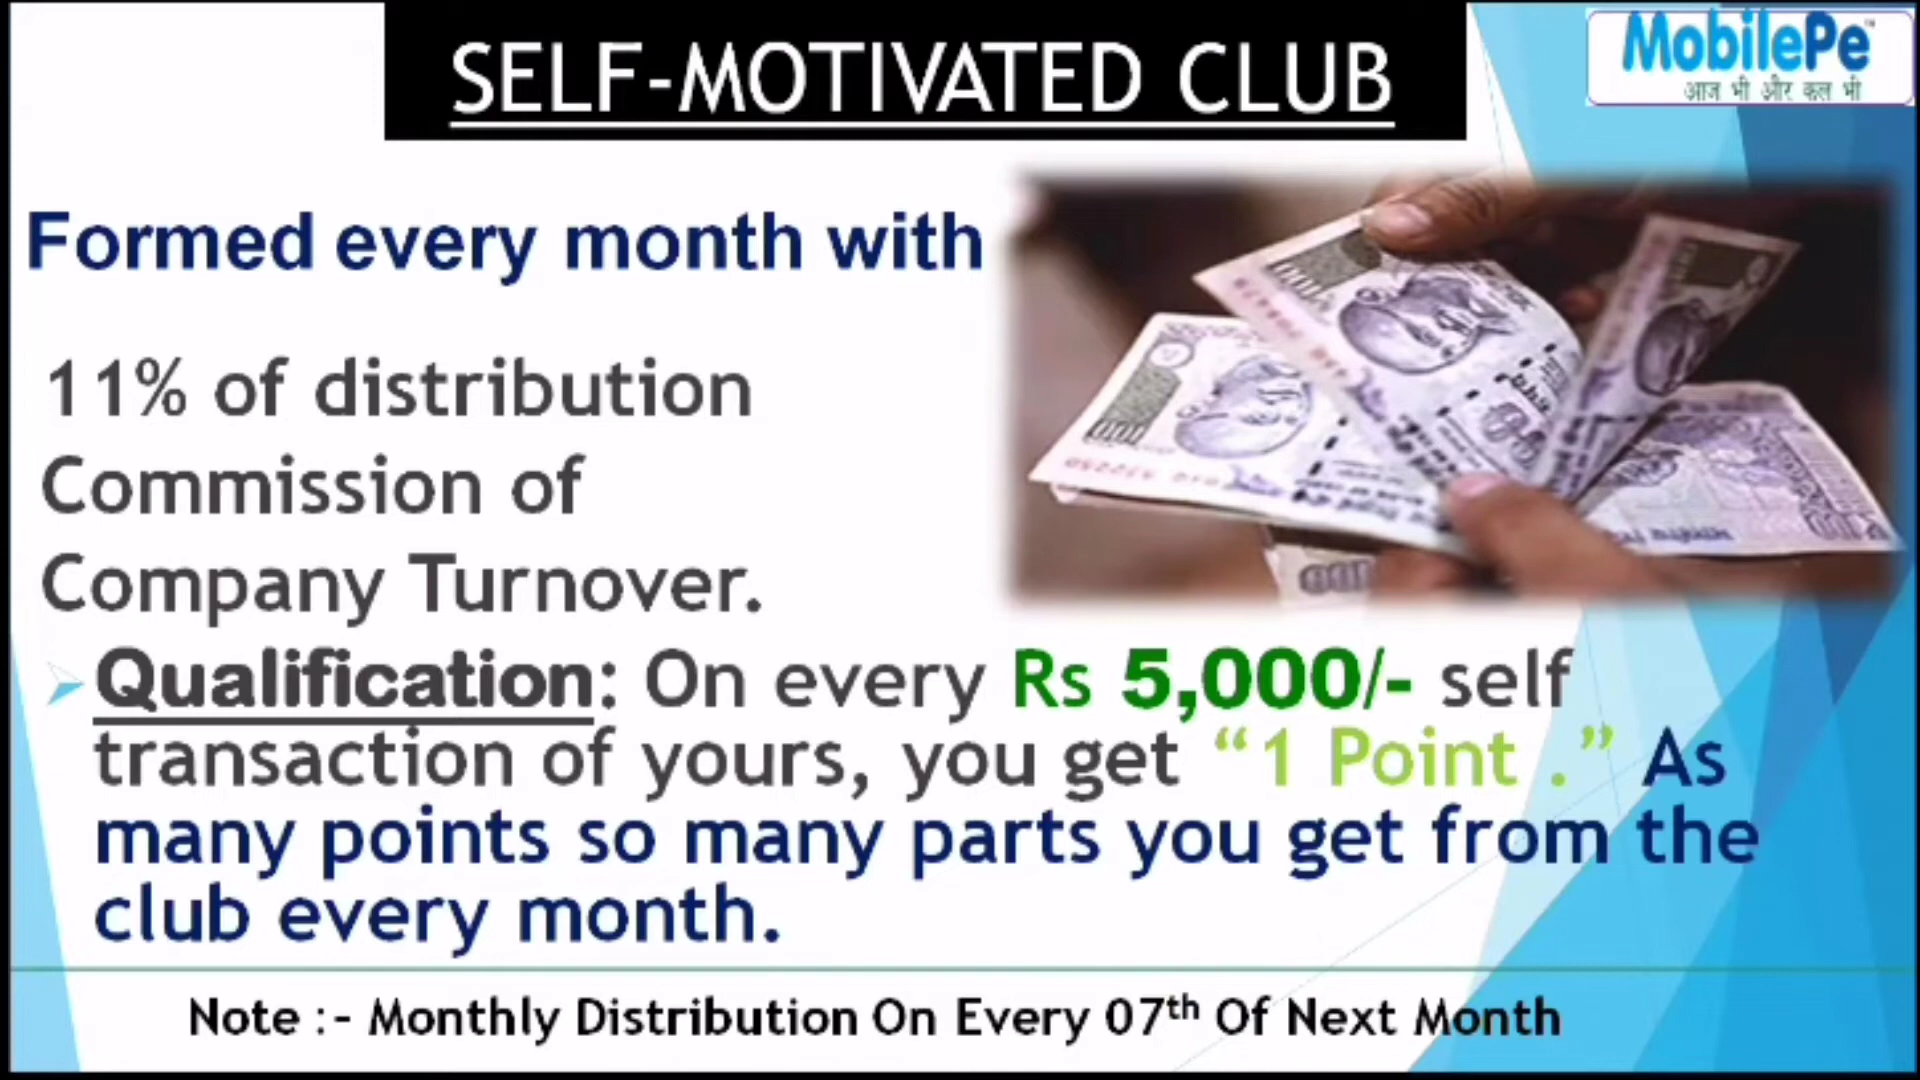 SELF-MOTIVATED CLUB
MobilePe™
आज भी और कल भी
Formed every month with
11% of distribution
Commission of
Company Turnover.
Qualification: On every Rs 5,000/- self
transaction of yours, you get “1 Point .” As
many points so many parts you get from the
club every month.
Note :- Monthly Distribution On Every 07th Of Next Month